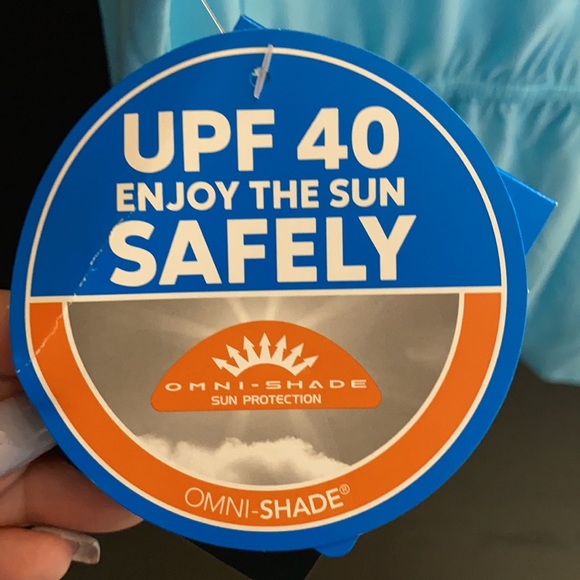 UPF 40
ENJOY THE SUN
SAFELY
OMNI-SHADE
SUN PROTECTION
OMNI-SHADE®